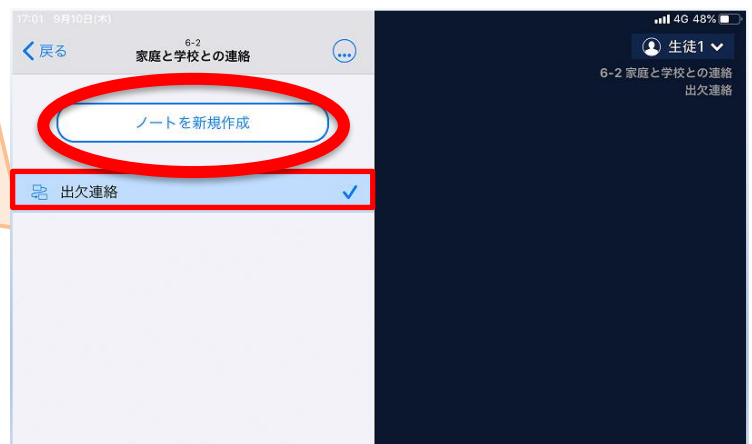 17:01 9月10日(木)
4G 48%
戻る
6-2
家庭と学校との連絡
生徒1
6-2 家庭と学校との連絡
出欠連絡
ノートを新規作成
出欠連絡